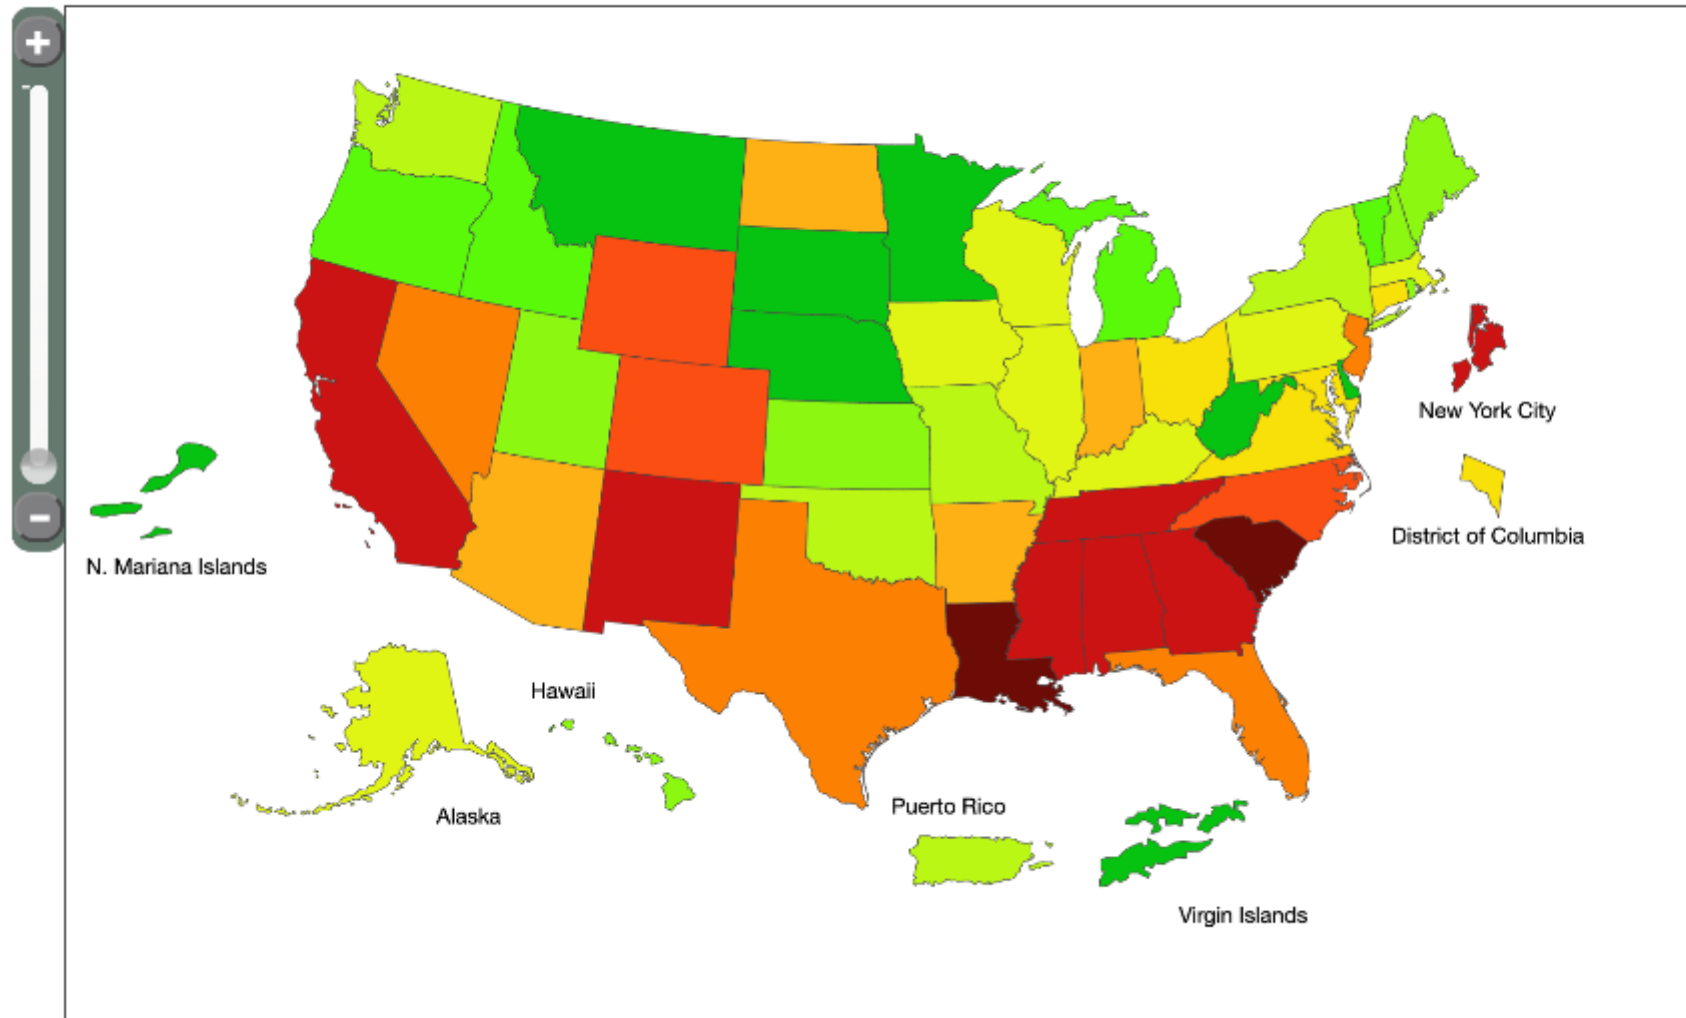 New York City
District of Columbia
N. Mariana Islands
Hawaii
Alaska
Puerto Rico
Virgin Islands